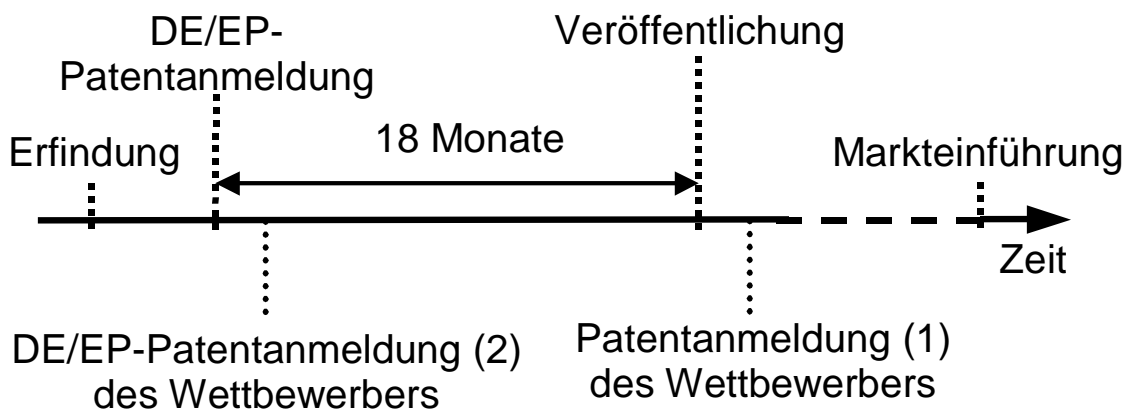 DE/EP-
Patentanmeldung
Veröffentlichung
Erfindung
18 Monate
Markteinführung
Zeit
DE/EP-Patentanmeldung (2)
des Wettbewerbers
Patentanmeldung (1)
des Wettbewerbers